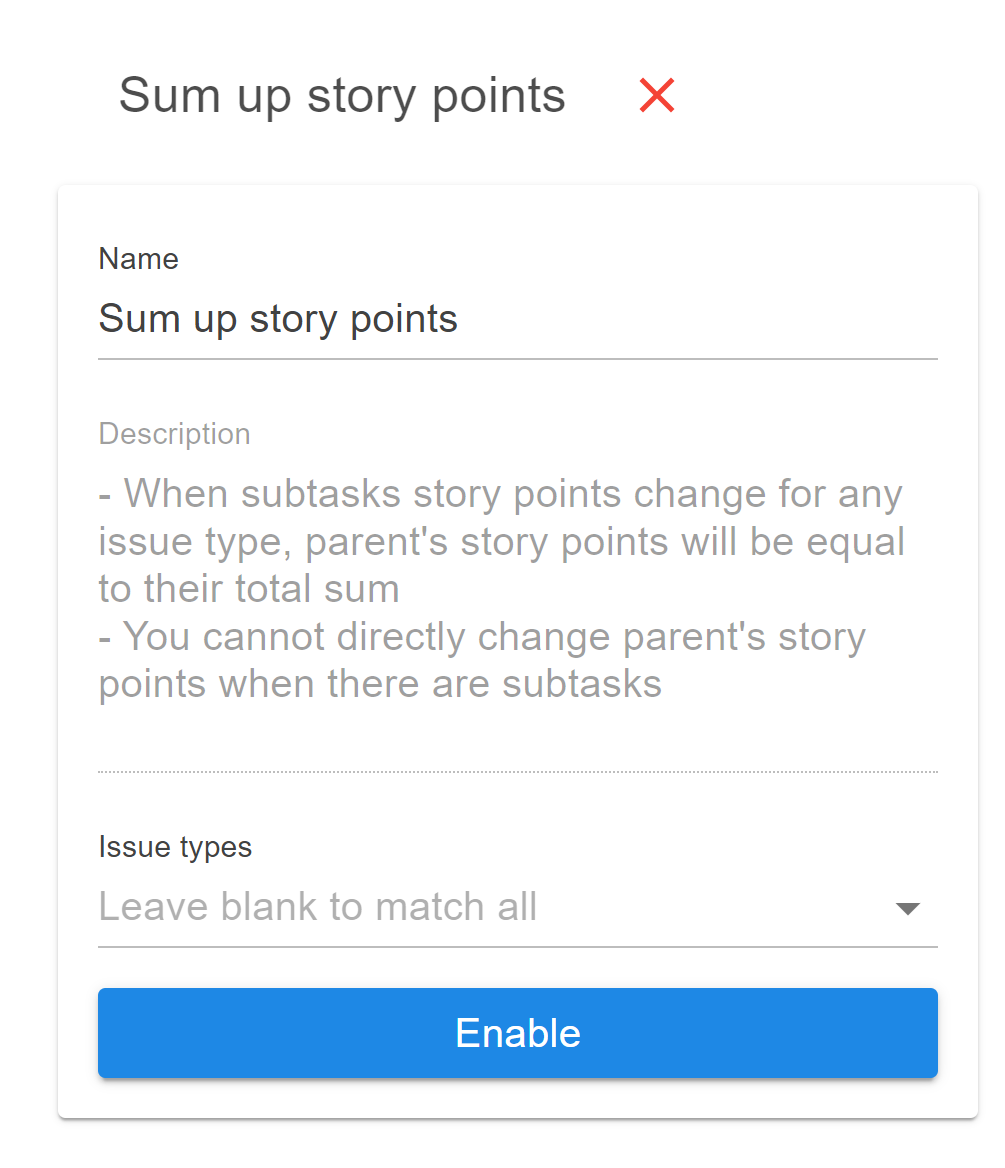 Sum up story points
Name
Sum up story points
Description
- When subtasks story points change for any
issue type, parent's story points will be equal
to their total sum
- You cannot directly change parent's story
points when there are subtasks
Issue types
Leave blank to match all
Enable